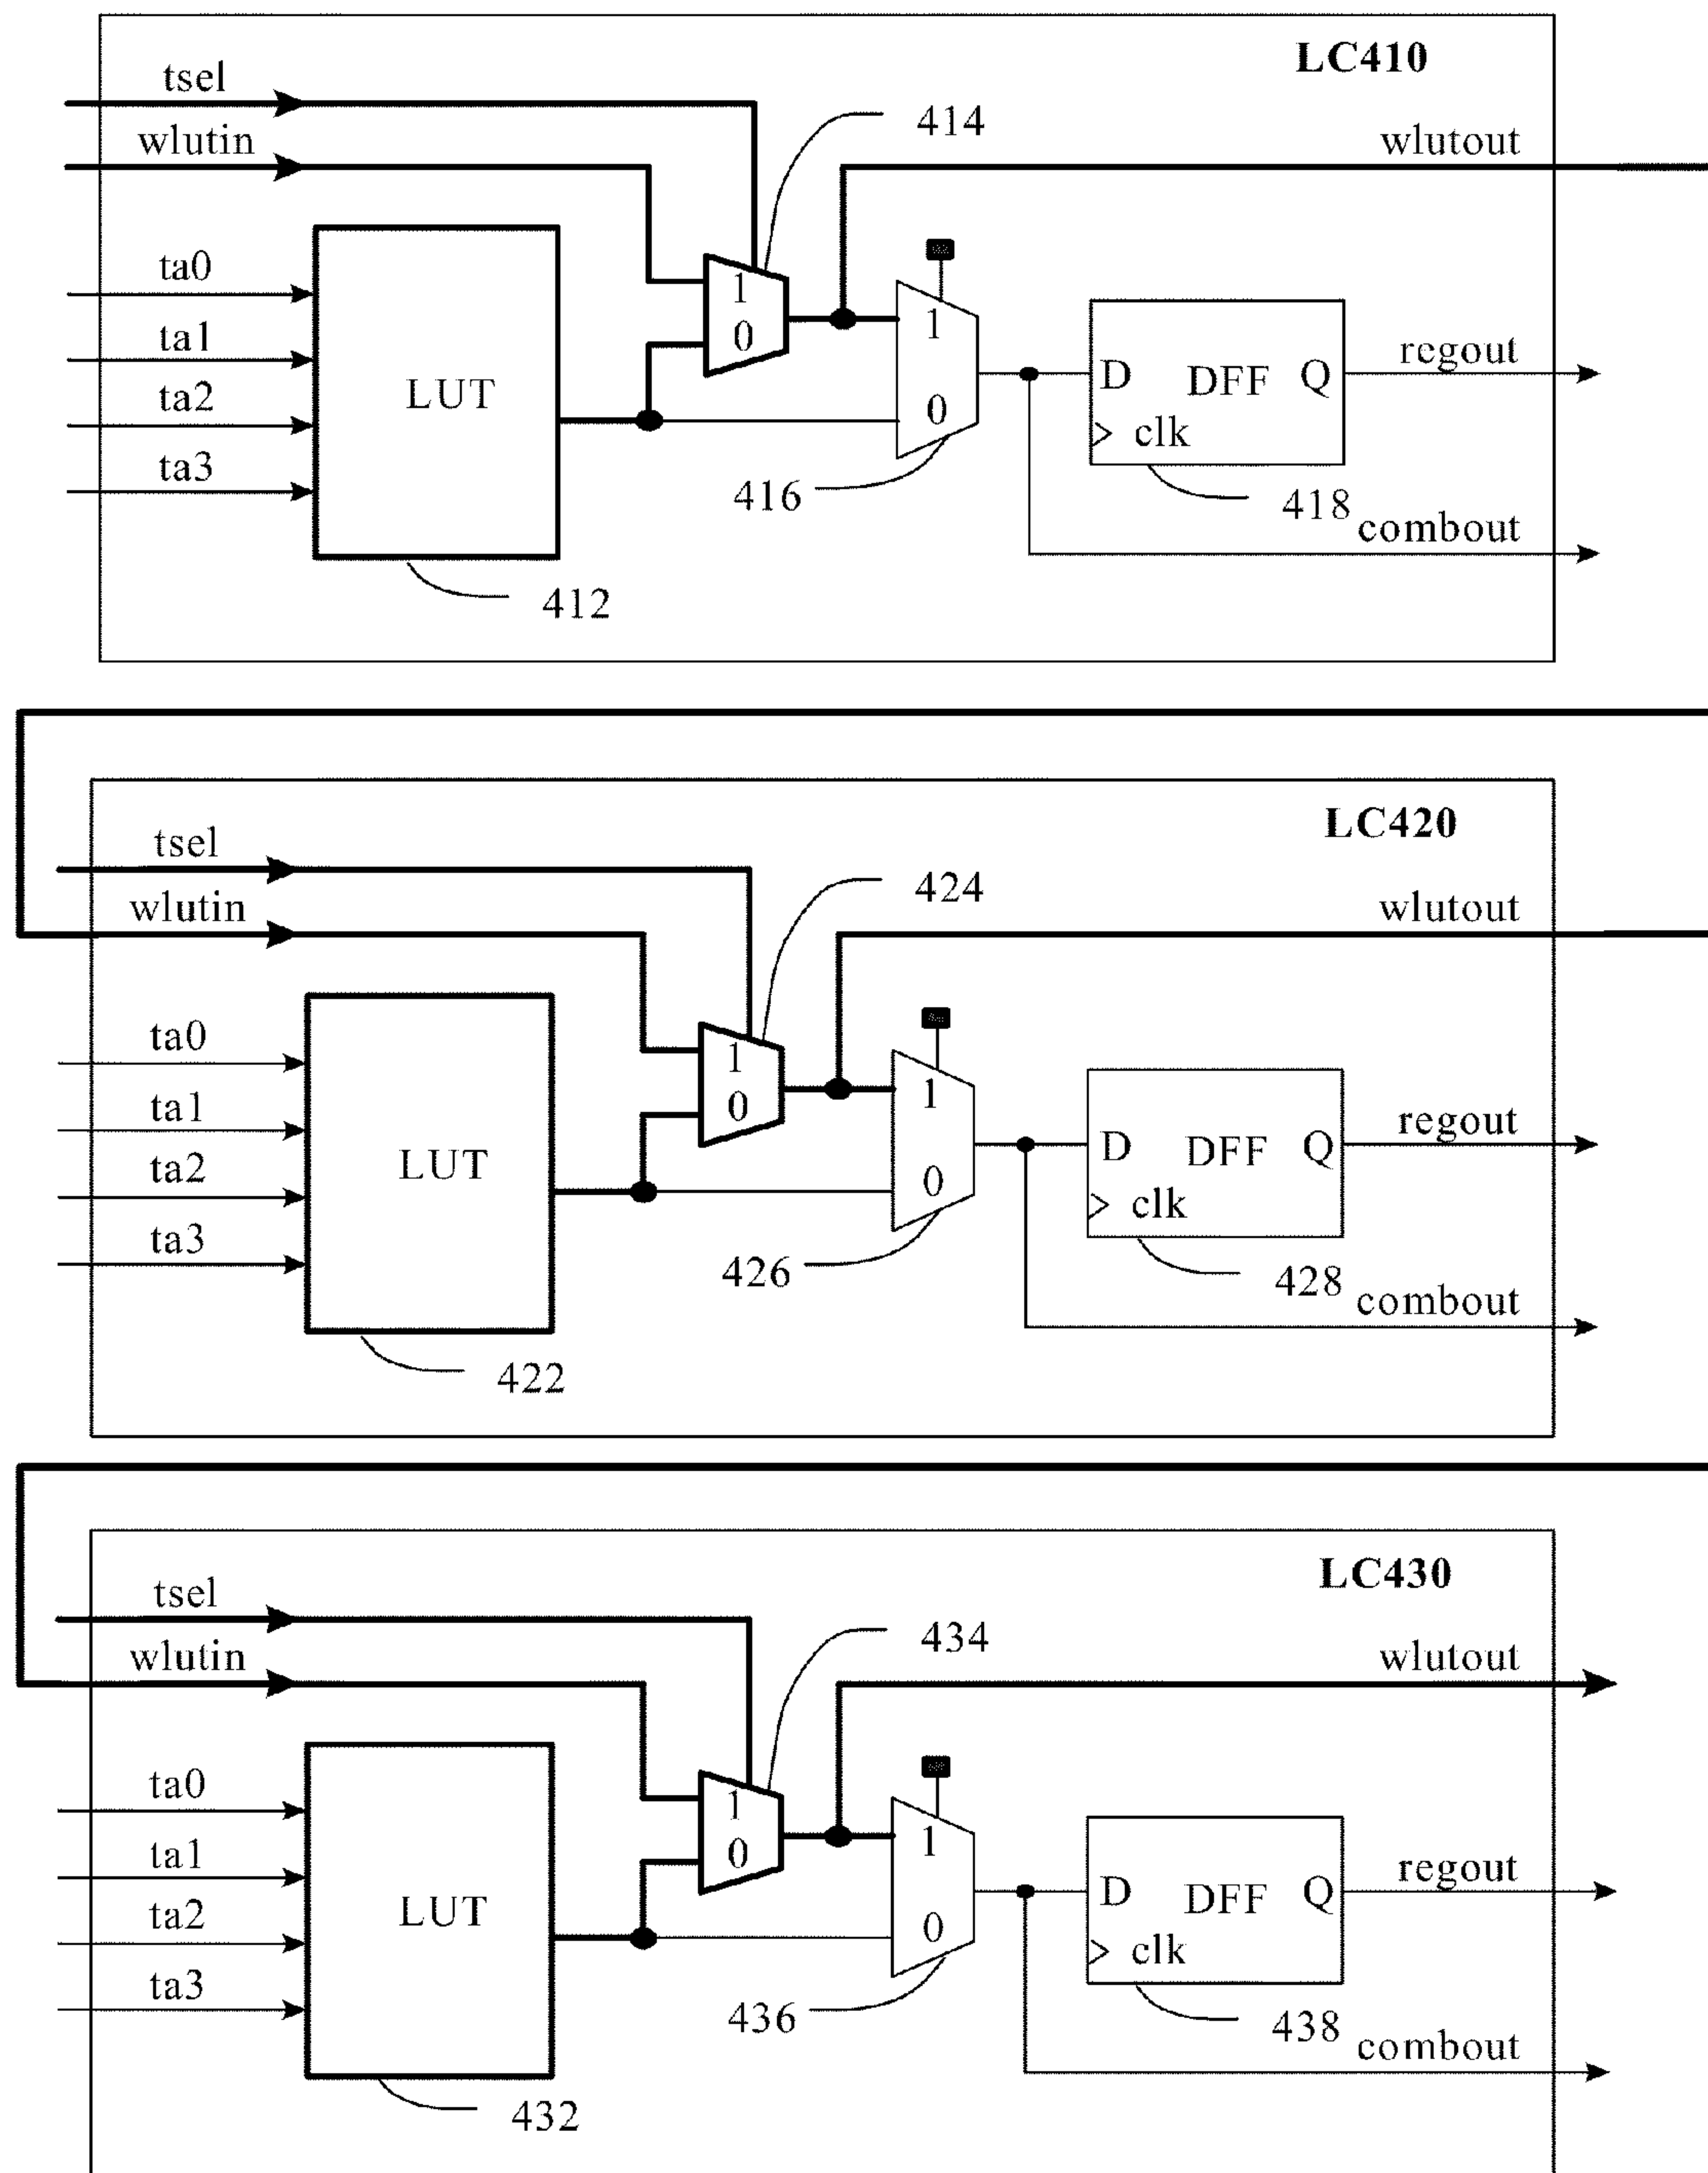 LC410
tsel
414
wlutin
wlutout
ta0
1
0
1
ta1
regout
LUT
D DFF Q
ta2
0
clk
ta3
416
418
combout
412
LC420
tsel
424
wlutin
wlutout
ta0
1
0
1
ta1
regout
LUT
D DFF Q
ta2
0
clk
ta3
426
428
combout
422
LC430
tsel
434
wlutin
wlutout
ta0
1
0
1
ta1
regout
LUT
D DFF Q
ta2
0
clk
ta3
436
438
combout
432